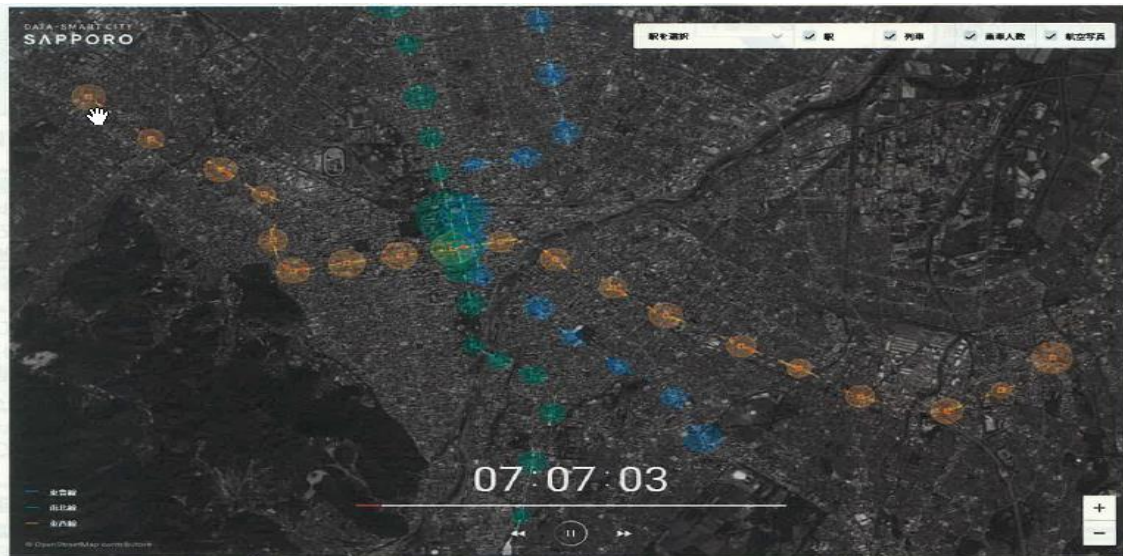 DATA-SMART CITY
SAPPORO
駅を選択
駅
列車
乗車人数
航空写真
07:07:03
東豊線
南北線
東西線
© OpenStreetMap contributors
+
−